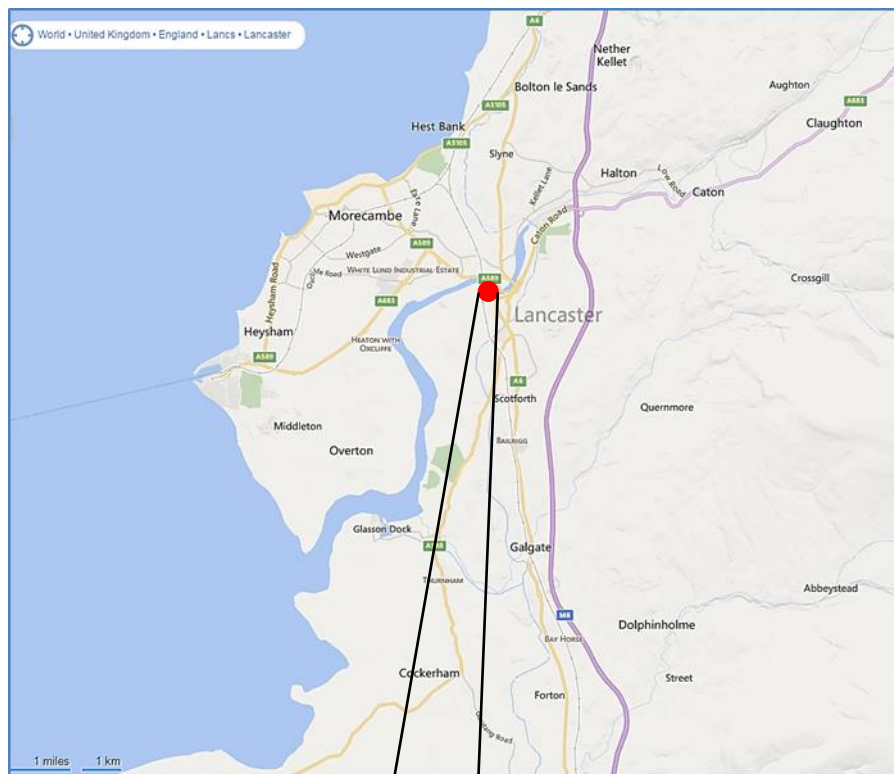 World • United Kingdom • England • Lancs • Lancaster
A6
Nether
Kellet
Bolton le Sands
Aughton
A5105
A683
Hest Bank
Claughton
A5105
Slyne
Halton
Low Road
Kellet Lane
Caton
Morecambe
Caton Road
A589
Westgate
WHITE LUND INDUSTRIAL ESTATE
A589
Crossgill
Heysham Road
A683
Lancaster
Heysham
HEATON WITH
OXCLIFFE
A589
A6
Scotforth
Quernmore
Middleton
BAILRIGG
Overton
Glasson Dock
Galgate
THURNHAM
Abbeystead
M6
Dolphinholme
BAY HORSE
Cockerham
Street
Forton
Road
1 miles
1 km